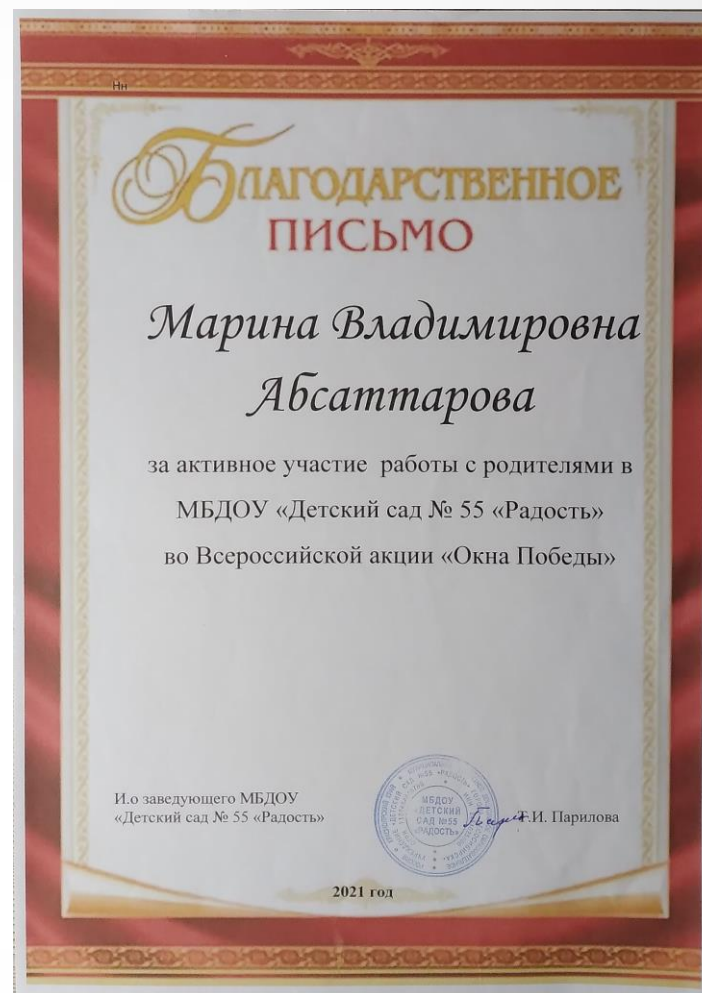 Нн
БЛАГОДАРСТВЕННОЕ
ПИСЬМО
Марина Владимировна
Абсаттарова
за активное участие работы с родителями в
МБДОУ «Детский сад № 55 «Радость»
во Всероссийской акции «Окна Победы»
И.о заведующего МБДОУ
«Детский сад № 55 «Радость»
МБДОУ
«ДЕТСКИЙ
САД №55
«РАДОСТЬ»
Т.И. Парилова
2021 год